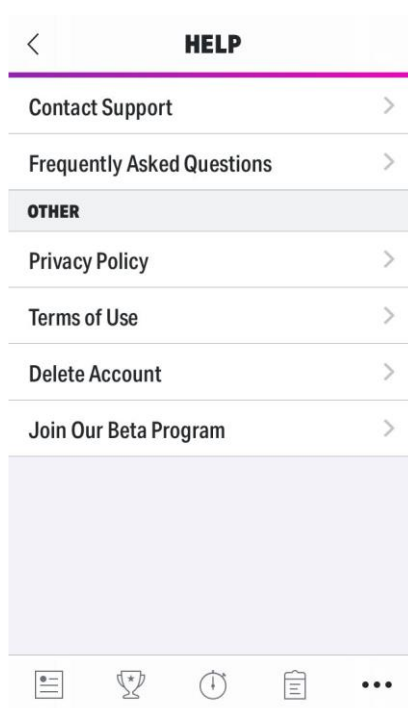 HELP
Contact Support
Frequently Asked Questions
OTHER
Privacy Policy
Terms of Use
Delete Account
Join Our Beta Program